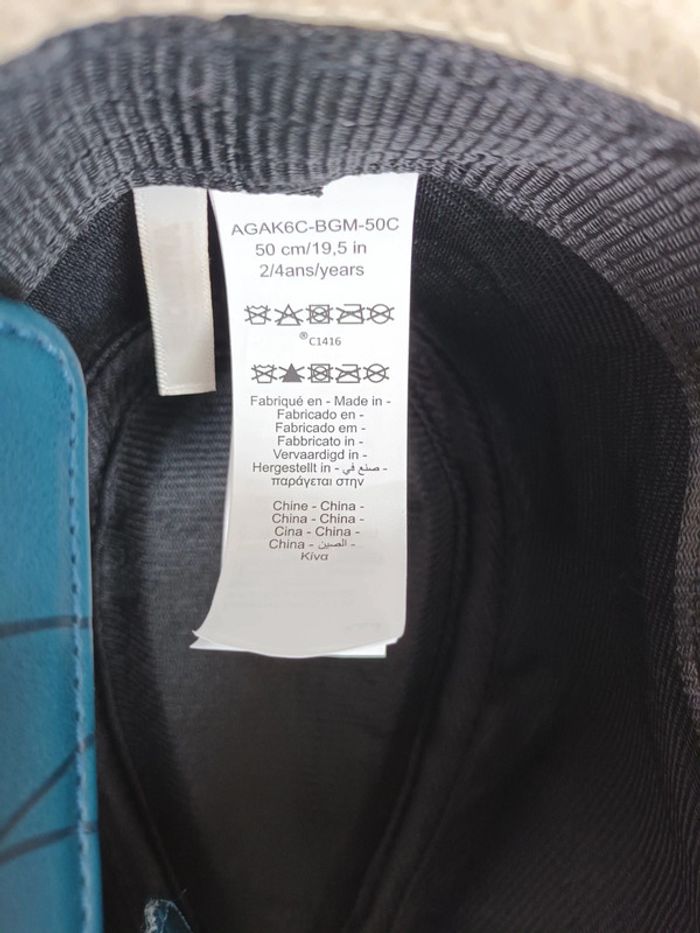 AGAK6C-BGM-50C
50 cm/19,5 in
2/4ans/years
®C1416
Fabriqué en - Made in -
Fabricado en -
Fabricado em -
Fabbricato in -
Vervaardigd in -
Hergestellt in - صنع في -
παράγεται στην
Chine - China -
China - China -
Cina - China -
China - الصين -
Κίνα